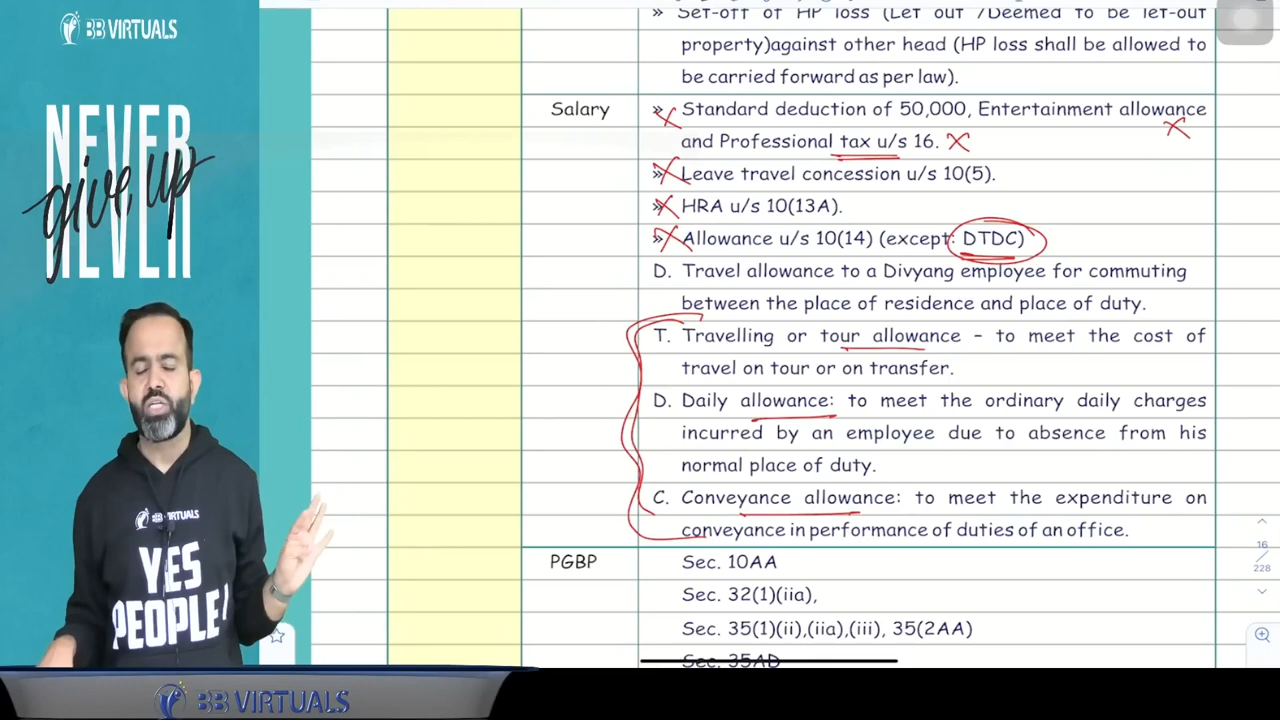 BB VIRTUALS
NEVER
give up
NEVER
BB VIRTUALS
YES
PEOPLE!
BB VIRTUALS
» Set-off of HP loss (Let out /Deemed to be let-out
property)against other head (HP loss shall be allowed to
be carried forward as per law).
Salary
» Standard deduction of 50,000, Entertainment allowance
and Professional tax u/s 16.
» Leave travel concession u/s 10(5).
» HRA u/s 10(13A).
» Allowance u/s 10(14) (except: DTDC)
D. Travel allowance to a Divyang employee for commuting
between the place of residence and place of duty.
T. Travelling or tour allowance – to meet the cost of
travel on tour or on transfer.
D. Daily allowance: to meet the ordinary daily charges
incurred by an employee due to absence from his
normal place of duty.
C. Conveyance allowance: to meet the expenditure on
conveyance in performance of duties of an office.
PGBP
Sec. 10AA
Sec. 32(1)(iia),
Sec. 35(1)(ii),(iia),(iii), 35(2AA)
Sec. 35AD
16
228